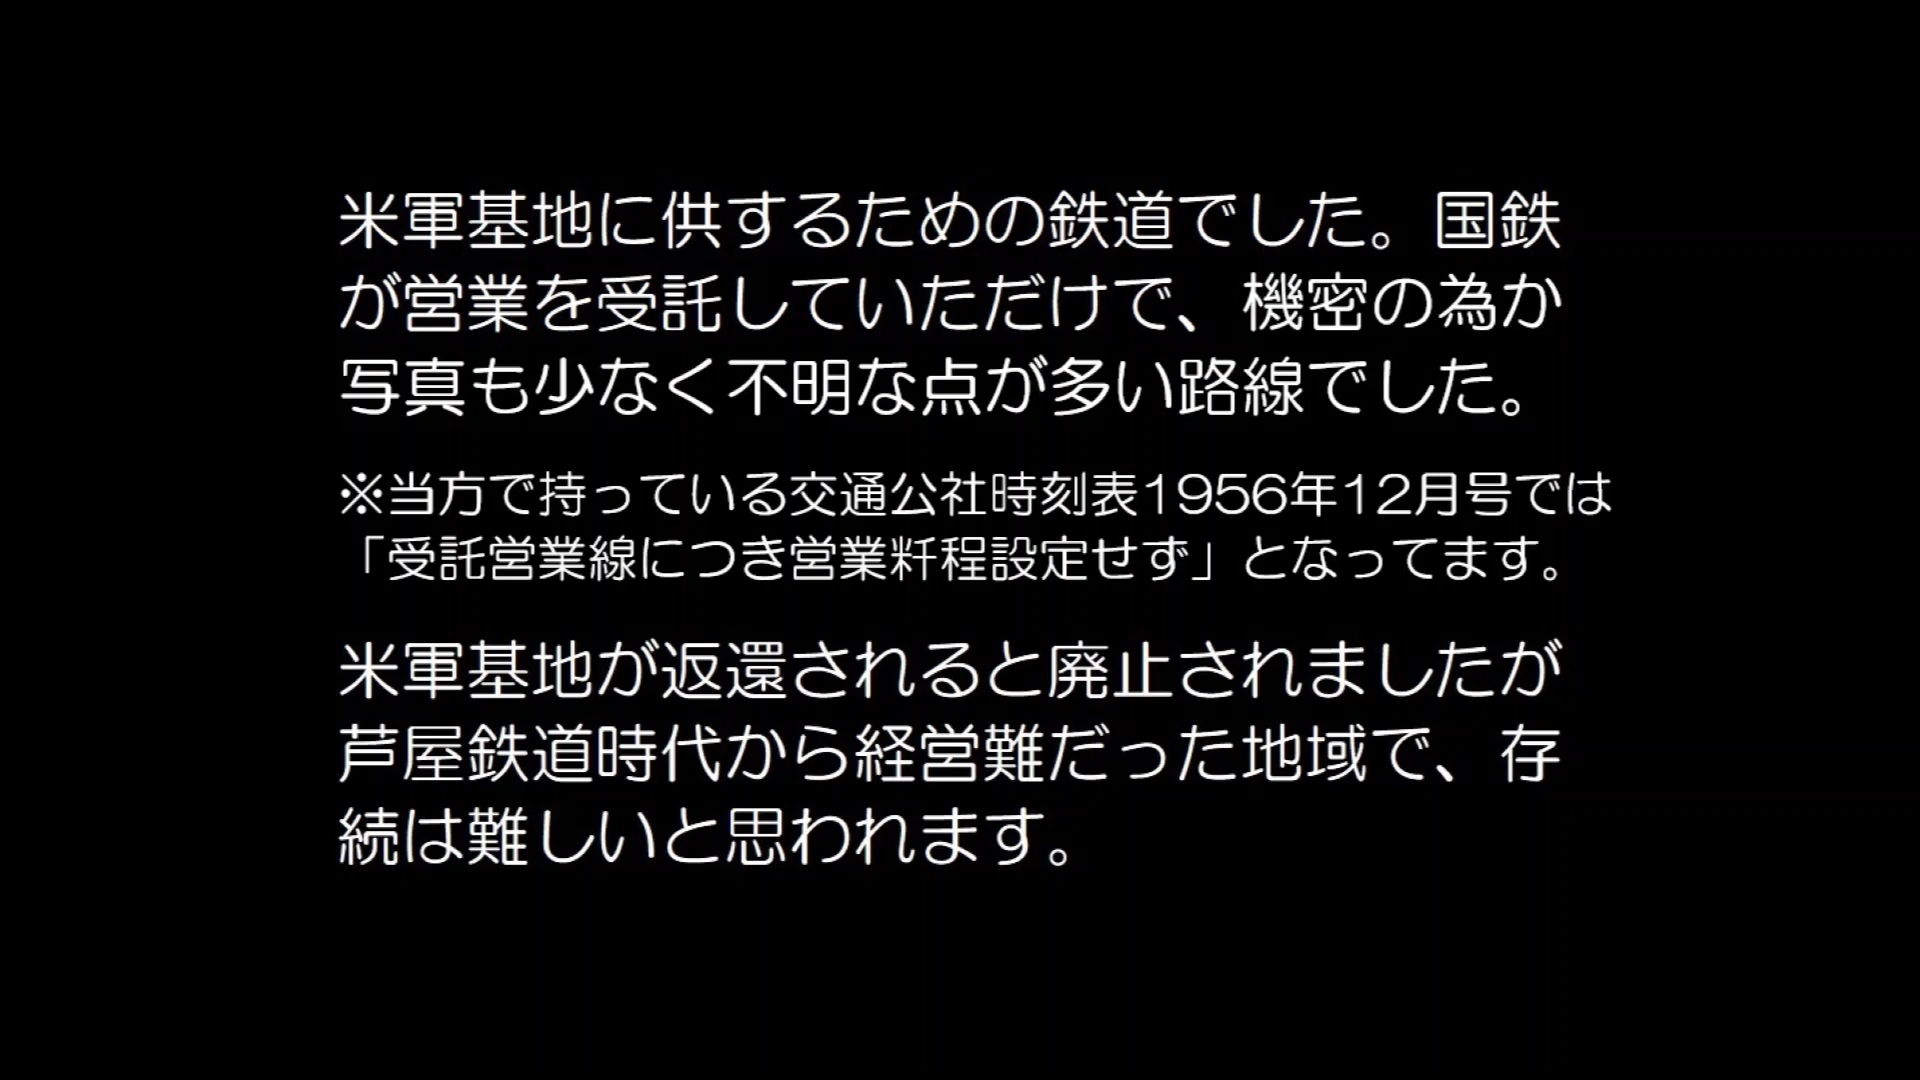 米軍基地に供するための鉄道でした。国鉄
が営業を受託していただけで、機密の為か
写真も少なく不明な点が多い路線でした。
※当方で持っている交通公社時刻表1956年12月号では
「受託営業線につき営業粁程設定せず」となってます。
米軍基地が返還されると廃止されましたが
芦屋鉄道時代から経営難だった地域で、存
続は難しいと思われます。